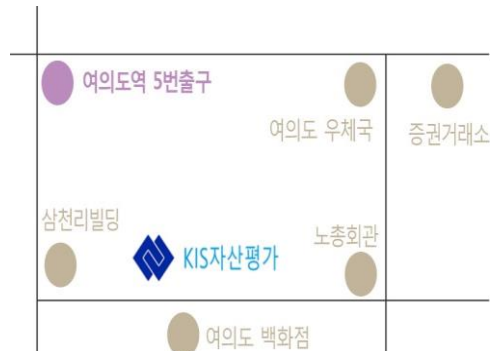 여의도역 5번출구
여의도 우체국
증권거래소
삼천리빌딩
노총회관
KIS자산평가
여의도 백화점